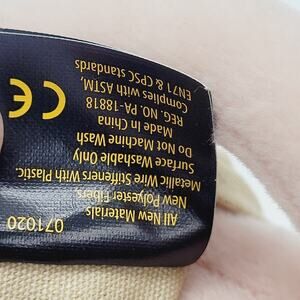 All New Materials
New Polyester Fibers,
Metallic Wire Stiffeners With Plastic.
Surface Washable Only
Do Not Machine Wash
Made in China
REG. NO. PA-18818
Complies with ASTM,
EN71 & CPSC standards
CE
071020